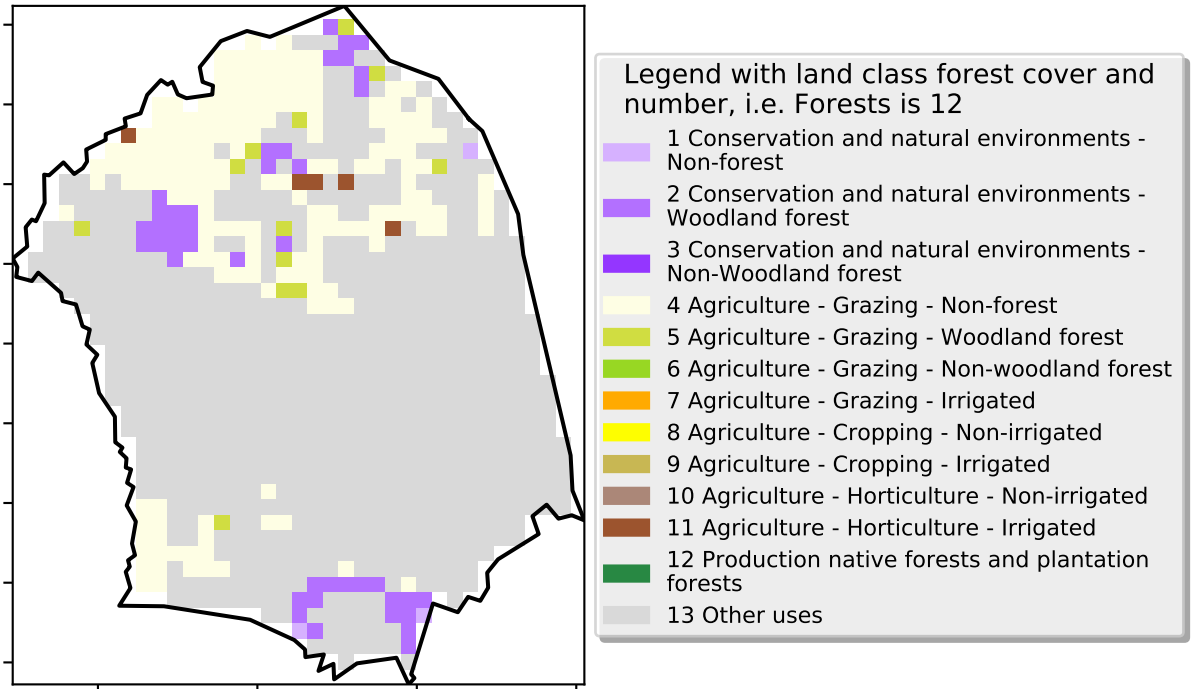 Legend with land class forest cover and
number, i.e. Forests is 12
1 Conservation and natural environments -
Non-forest
2 Conservation and natural environments -
Woodland forest
3 Conservation and natural environments -
Non-Woodland forest
4 Agriculture - Grazing - Non-forest
5 Agriculture - Grazing - Woodland forest
6 Agriculture - Grazing - Non-woodland forest
7 Agriculture - Grazing - Irrigated
8 Agriculture - Cropping - Non-irrigated
9 Agriculture - Cropping - Irrigated
10 Agriculture - Horticulture - Non-irrigated
11 Agriculture - Horticulture - Irrigated
12 Production native forests and plantation
forests
13 Other uses